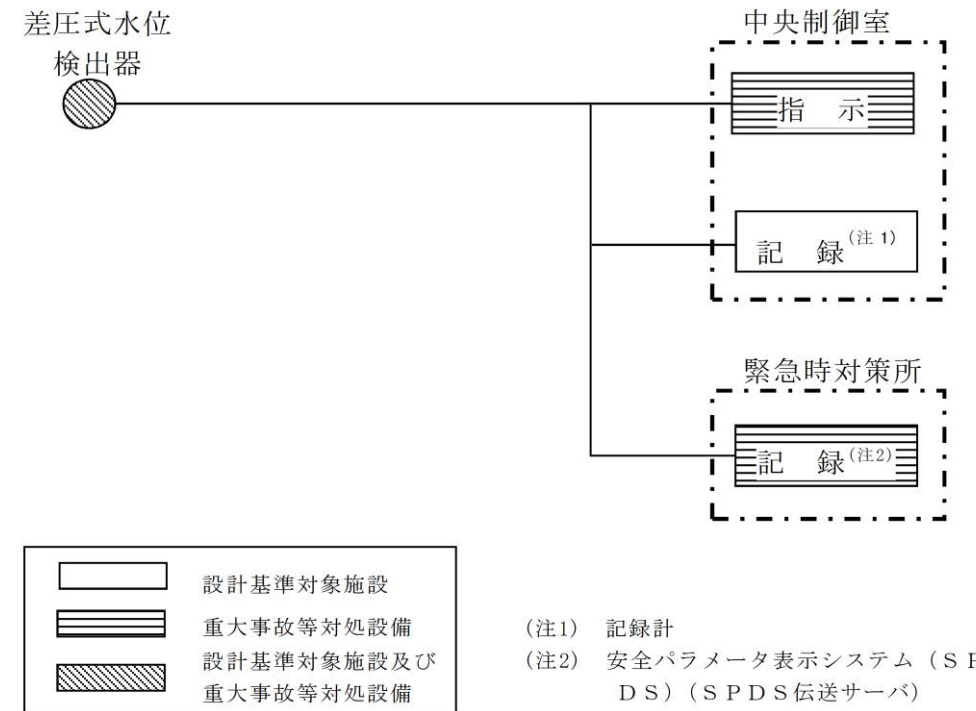 差圧式水位
検出器
中央制御室
指　示
記　録(注 1)
緊急時対策所
記　録(注2)
設計基準対象施設
重大事故等対処設備
設計基準対象施設及び
重大事故等対処設備
(注1)　記録計
(注2)　安全パラメータ表示システム（ＳＰ
ＤＳ）（ＳＰＤＳ伝送サーバ）